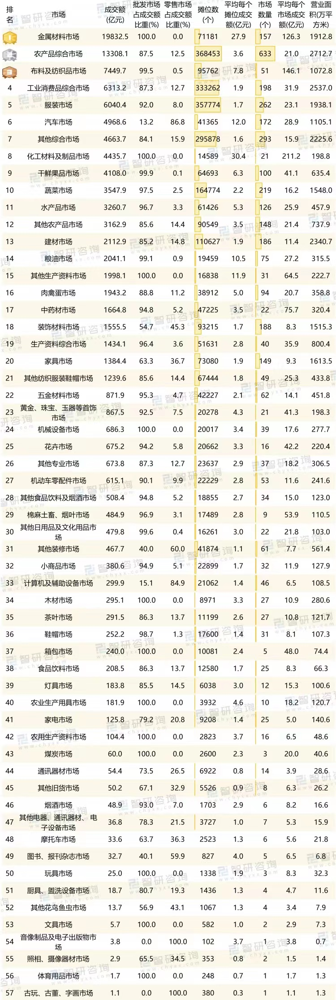 排名 市场 成交额(亿元) 批发市场占成交额比重(%) 零售市场占成交额比重(%) 摊位数(个) 平均每个摊位成交额(亿元) 市场数量(个) 平均每个市场成交额(亿元) 营业面积(万平方米)
1 金属材料市场 19832.5 100.0 0.0 71181 27.9 157 126.3 1912.8
2 农产品综合市场 13308.1 87.5 12.5 368453 3.6 633 21.0 2712.7
3 布料及纺织品市场 7449.7 99.5 0.5 95762 7.8 51 146.1 1072.8
4 工业消费品综合市场 6313.2 87.3 12.7 333262 1.9 198 31.9 2537.0
5 服装市场 6040.4 92.0 8.0 357774 1.7 262 23.1 1938.1
6 汽车市场 4968.6 13.2 86.8 41365 12.0 172 28.9 1105.1
7 其他综合市场 4663.7 84.1 15.9 295878 1.6 293 15.9 2225.6
8 化工材料及制品市场 4435.7 100.0 0.0 14589 30.4 21 211.2 198.8
9 干鲜果品市场 4108.0 99.9 0.1 64693 6.3 100 41.1 635.4
10 蔬菜市场 3547.9 97.5 2.5 164774 2.2 219 16.2 1548.0
11 水产品市场 3260.7 96.7 3.3 61426 5.3 126 25.9 457.9
12 其他农产品市场 3162.9 85.6 14.4 90549 3.5 148 21.4 737.9
13 建材市场 2112.9 85.2 14.8 110627 1.9 186 11.4 2340.7
14 粮油市场 2041.1 99.1 0.9 19459 10.5 75 27.2 315.5
15 其他生产资料市场 1998.1 100.0 0.0 16838 11.9 31 64.5 222.7
16 肉禽蛋市场 1943.2 88.8 11.2 38912 5.0 94 20.7 358.8
17 中药材市场 1664.8 94.8 5.2 47225 3.5 22 75.7 320.4
18 装饰材料市场 1555.5 54.7 45.3 93215 1.7 188 8.3 1515.3
19 生产资料综合市场 1434.1 96.4 3.6 51631 2.8 40 35.9 800.4
20 家具市场 1384.4 63.3 36.7 73080 1.9 149 9.3 1613.5
21 其他纺织服装鞋帽市场 1239.6 85.6 14.4 67444 1.8 49 25.3 433.8
22 五金材料市场 871.9 95.3 4.7 42227 2.1 62 14.1 451.8
23 黄金、珠宝、玉器等首饰市场 867.5 92.5 7.5 20278 4.3 21 41.3 198.3
24 机械设备市场 686.3 100.0 0.0 20017 3.4 39 17.6 277.7
25 花卉市场 675.2 94.2 5.8 20662 3.3 16 42.2 220.4
26 其他专业市场 673.8 87.3 12.7 23637 2.9 37 18.2 306.5
27 机动车零配件市场 615.1 90.1 9.9 22229 2.8 53 11.6 241.6
28 其他食品饮料及烟酒市场 508.4 94.8 5.2 18855 2.7 34 15.0 123.0
29 棉麻土畜、烟叶市场 484.9 96.9 3.1 17489 2.8 9 53.9 110.5
30 其他日用品及文化用品市场 479.8 99.6 0.4 16261 3.0 22 21.8 103.0
31 其他装修市场 467.7 40.0 60.0 41874 1.1 61 7.7 561.4
32 小商品市场 380.6 94.9 5.1 22899 1.7 32 11.9 127.9
33 计算机及辅助设备市场 299.9 15.1 84.9 21062 1.4 46 6.5 108.5
34 木材市场 295.1 100.0 0.0 8971 3.3 27 10.9 280.6
35 茶叶市场 291.5 86.3 13.7 11199 2.6 27 10.8 121.7
36 鞋帽市场 252.2 98.7 1.3 17600 1.4 31 8.1 107.3
37 箱包市场 240.0 100.0 0.0 10081 2.4 5 48.0 74.4
38 食品饮料市场 208.5 86.3 13.7 12580 1.7 25 8.3 66.3
39 灯具市场 183.8 85.5 14.5 6038 3.0 12 15.3 100.6
40 农业生产用具市场 181.9 100.0 0.0 3932 4.6 10 18.2 120.7
41 家电市场 125.8 79.2 20.8 9208 1.4 25 5.0 140.6
42 农用生产资料市场 104.4 100.0 0.0 2823 3.7 16 6.5 48.6
43 煤炭市场 60.0 100.0 0.0 2600 2.3 3 20.0 40.6
44 通讯器材市场 54.4 73.5 26.5 6922 0.8 14 3.9 28.6
45 其他旧货市场 50.2 67.1 32.9 5526 0.9 8 6.3 26.2
46 烟酒市场 48.9 93.0 7.0 1703 2.9 6 8.2 16.6
47 其他电器、通讯器材、 电子设备市场 36.8 78.3 21.5 3727 1.0 7 5.3 15.9
48 摩托车市场 33.6 63.7 36.3 2523 1.3 6 5.6 21.8
49 图书、报刊杂志市场 32.7 40.1 59.9 827 4.0 5 6.5 6.8
50 玩具市场 25.0 100.0 0.0 1338 1.9 3 8.3 32.3
51 厨具、盥洗设备市场 18.7 80.7 19.3 1436 1.3 4 4.7 11.6
52 其他花鸟鱼虫市场 13.7 56.9 43.1 1067 1.3 4 3.4 7.9
53 文具市场 5.7 100.0 0.0 582 1.0 2 2.9 7.3
54 音像制品及电子出版物市场 3.8 0.0 100.0 102 3.7 1 3.8 0.7
55 照相、摄像器材市场 2.9 65.5 34.5 353 0.8 2 1.5 1.4
56 体育用品市场 1.7 100.0 0.0 248 0.7 1 1.7 1.3
57 古玩、古董、字画市场 1.1 0.0 100.0 380 0.3 1 1.1 1.3
智研咨询
www.chyxx.com